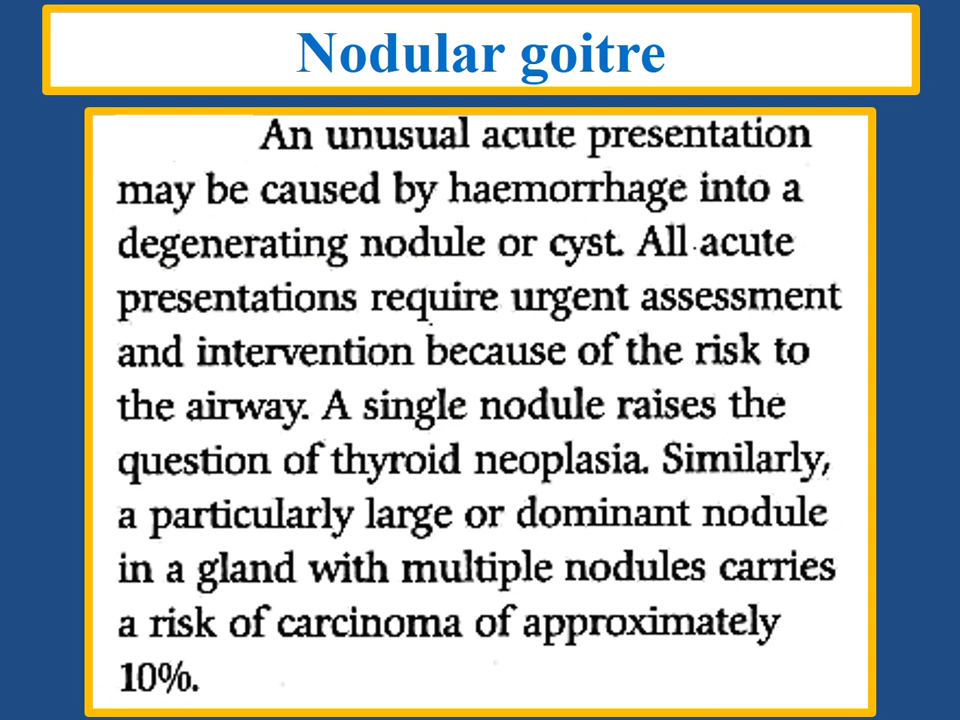 Nodular goitre
An unusual acute presentation
may be caused by haemorrhage into a
degenerating nodule or cyst. All acute
presentations require urgent assessment
and intervention because of the risk to
the airway. A single nodule raises the
question of thyroid neoplasia. Similarly,
a particularly large or dominant nodule
in a gland with multiple nodules carries
a risk of carcinoma of approximately
10%.